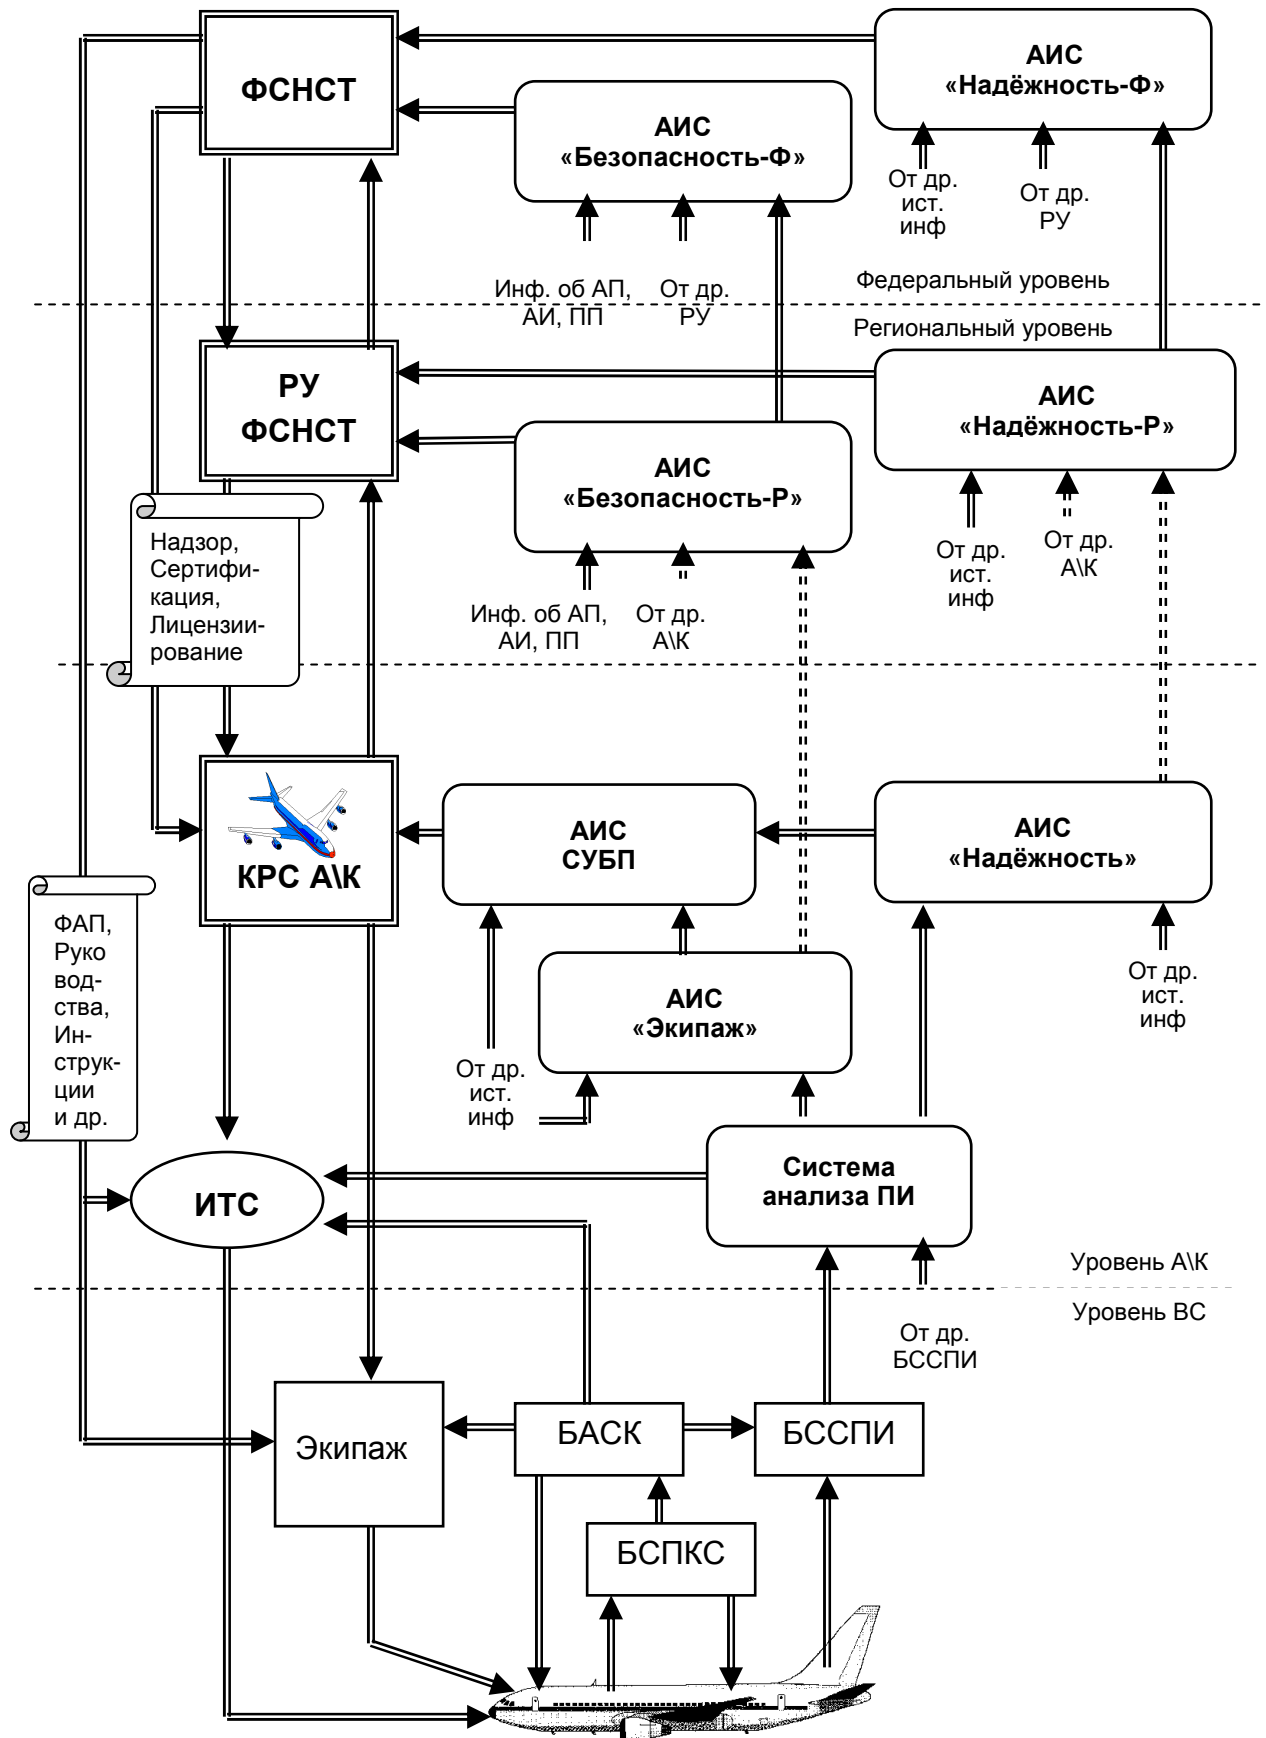 ФСНСТ
АИС
«Надёжность-Ф»
АИС
«Безопасность-Ф»
От др.
ист.
инф
От др.
РУ
Инф. об АП,
АИ, ПП
От др.
РУ
Федеральный уровень
Региональный уровень
РУ
ФСНСТ
АИС
«Надёжность-Р»
АИС
«Безопасность-Р»
Надзор,
Сертифи-
кация,
Лицензии-
рование
От др.
ист.
инф
От др.
А\К
Инф. об АП,
АИ, ПП
От др.
А\К
КРС А\К
АИС
СУБП
АИС
«Надёжность»
ФАП,
Руко
вод-
ства,
Ин-
струк-
ции
и др.
АИС
«Экипаж»
От др.
ист.
инф
От др.
ист.
инф
ИТС
Система
анализа ПИ
Уровень А\К
Уровень ВС
От др.
БССПИ
Экипаж
БАСК
БССПИ
БСПКС